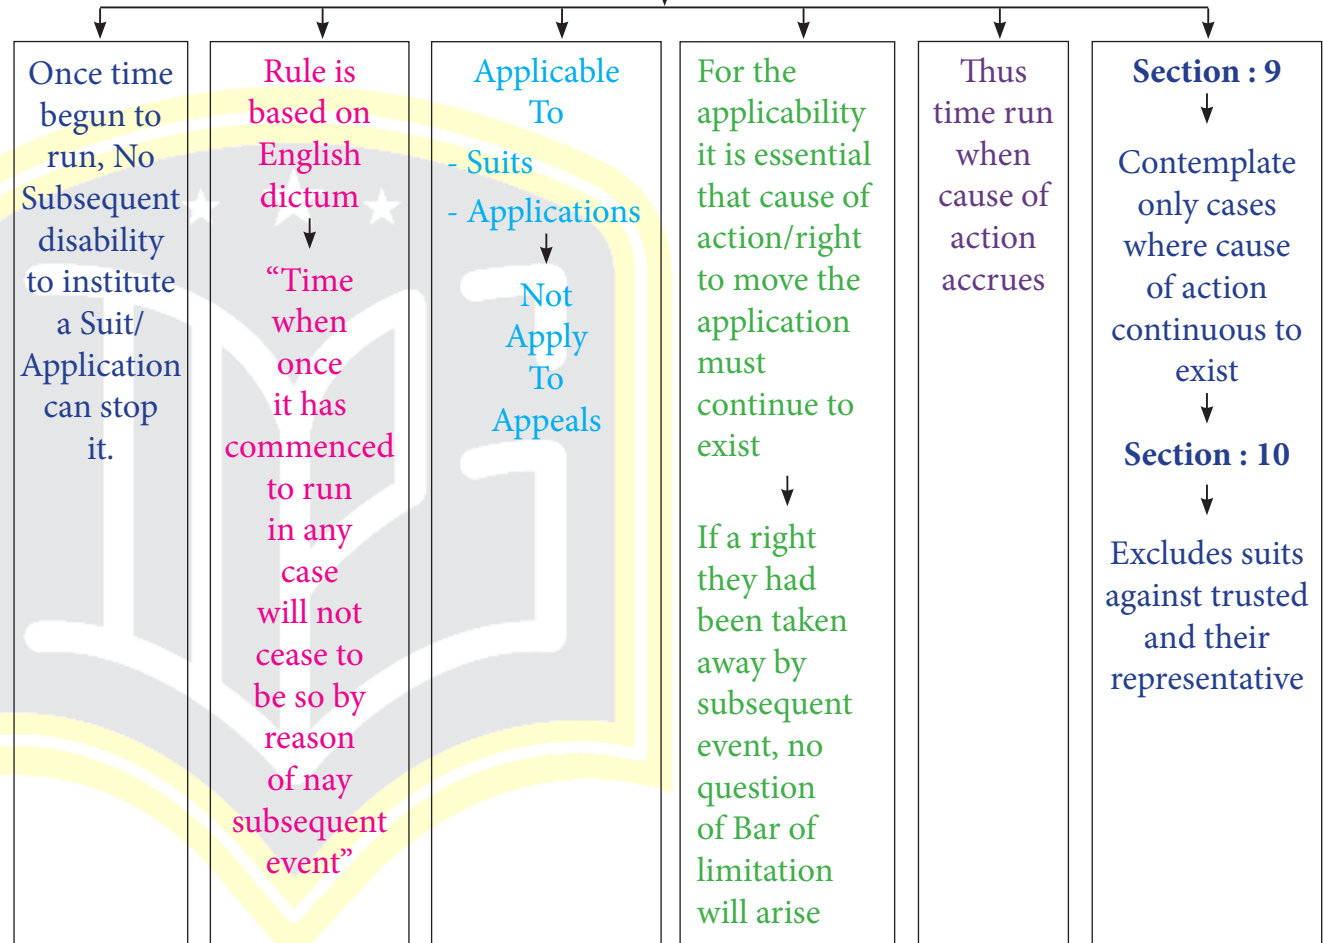 Once time
begun to
run, No
Subsequent
disability
to institute
a Suit/
Application
can stop
it.
Rule is
based on
English
dictum
“Time
when
once
it has
commenced
to run
in any
case
will not
cease to
be so by
reason
of nay
subsequent
event”
Applicable
To
- Suits
- Applications
Not
Apply
To
Appeals
For the
applicability
it is essential
that cause of
action/right
to move the
application
must
continue to
exist
If a right
they had
been taken
away by
subsequent
event, no
question
of Bar of
limitation
will arise
Thus
time run
when
cause of
action
accrues
Section : 9
Contemplate
only cases
where cause
of action
continuous to
exist
Section : 10
Excludes suits
against trusted
and their
representative